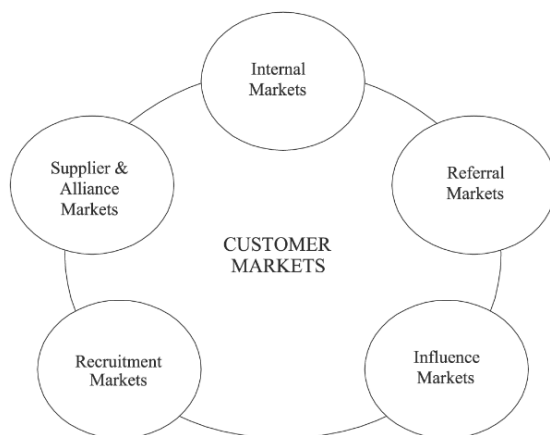 Internal
Markets
Supplier &
Alliance
Markets
Referral
Markets
CUSTOMER
MARKETS
Recruitment
Markets
Influence
Markets